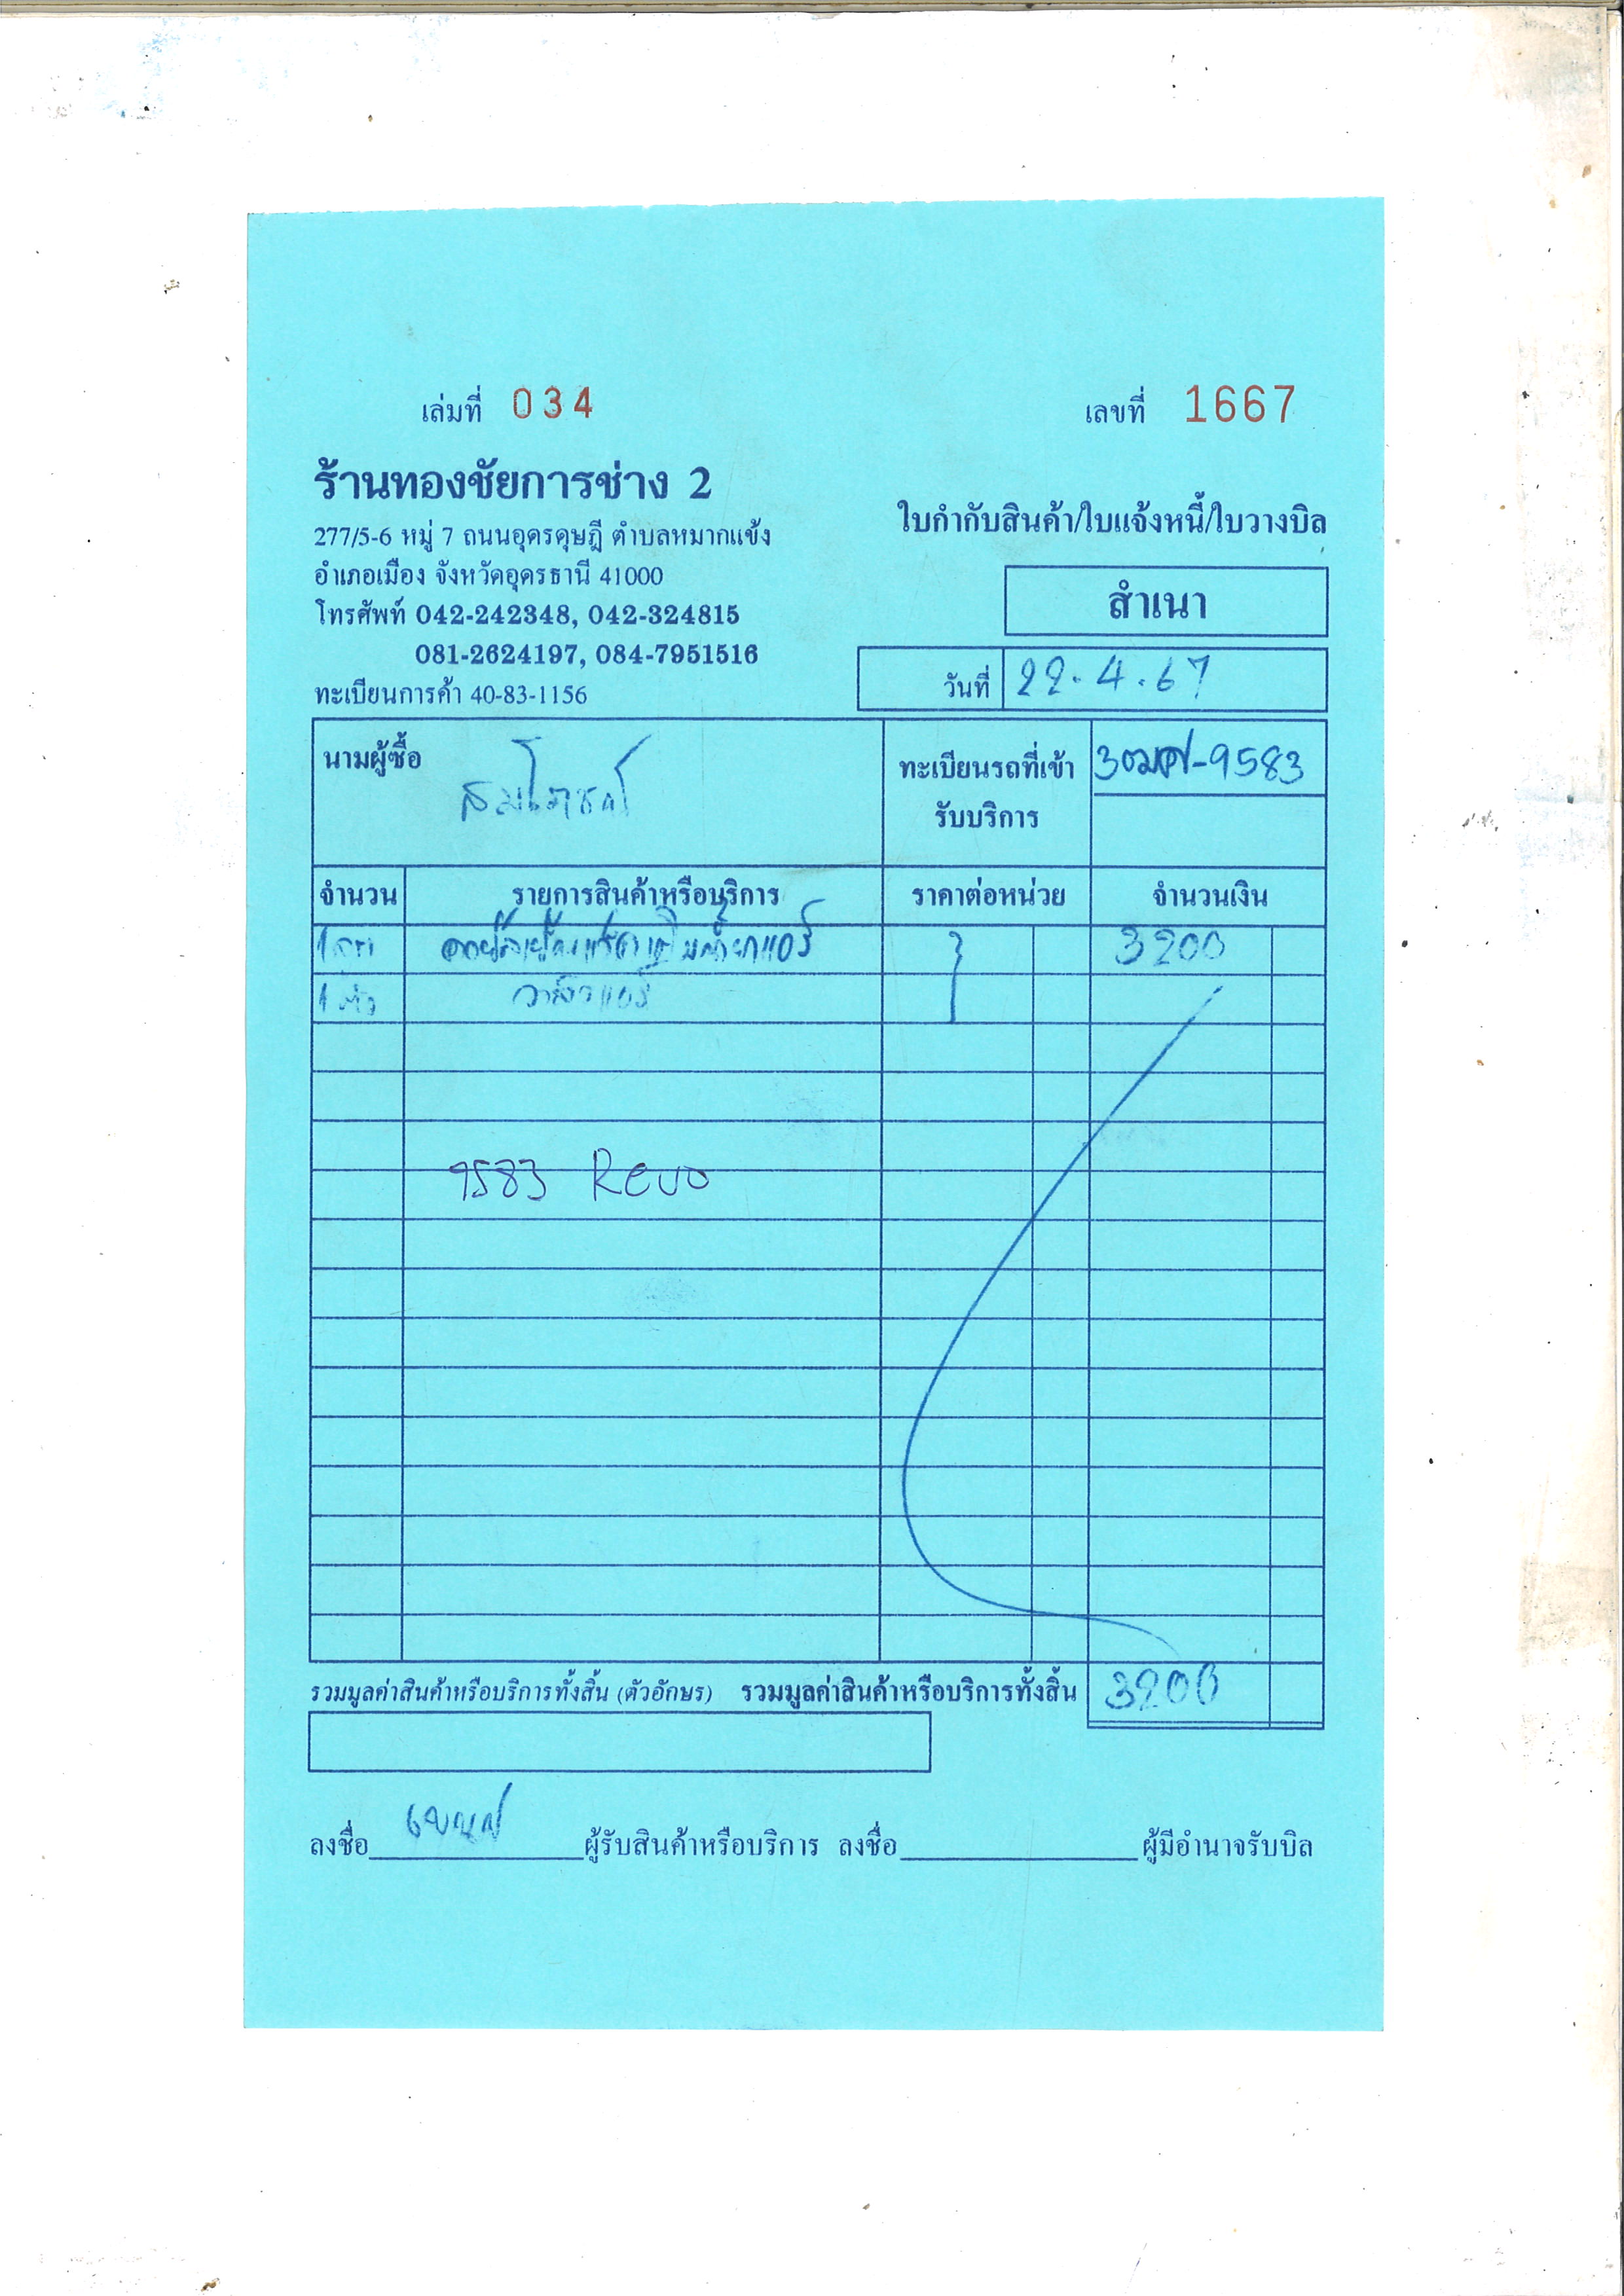 เล่มที่ 034
เลขที่ 1667
ร้านทองชัยการช่าง 2
277/5-6 หมู่ 7 ถนนอุดรดุษฎี ตำบลหมากแข้ง
อำเภอเมือง จังหวัดอุดรธานี 41000
โทรศัพท์ 042-242348, 042-324815
081-2624197, 084-7951516
ทะเบียนการค้า 40-83-1156
ใบกำกับสินค้า/ใบแจ้งหนี้/ใบวางบิล
สำเนา
วันที่ 22.4.67
นามผู้ซื้อ
ทะเบียนรถที่เข้า
รับบริการ
-9583
จำนวน รายการสินค้าหรือบริการ ราคาต่อหน่วย จำนวนเงิน
3200
1 ตัว วาล์วแอร์
9583 Revo
รวมมูลค่าสินค้าหรือบริการทั้งสิ้น (ตัวอักษร) รวมมูลค่าสินค้าหรือบริการทั้งสิ้น 3200
ลงชื่อ ผู้รับสินค้าหรือบริการ ลงชื่อ ผู้มีอำนาจรับบิล